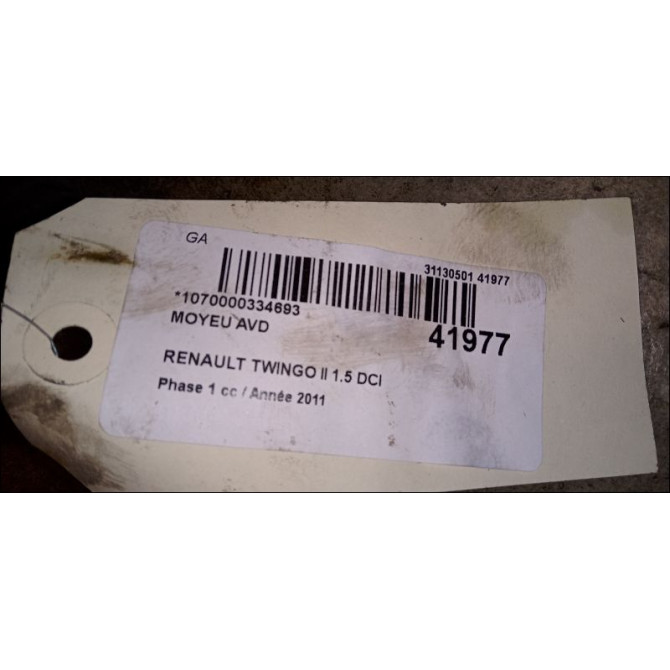 GA
31130501 41977
*1070000334693
MOYEU AVD
41977
RENAULT TWINGO II 1.5 DCI
Phase 1 cc / Année 2011